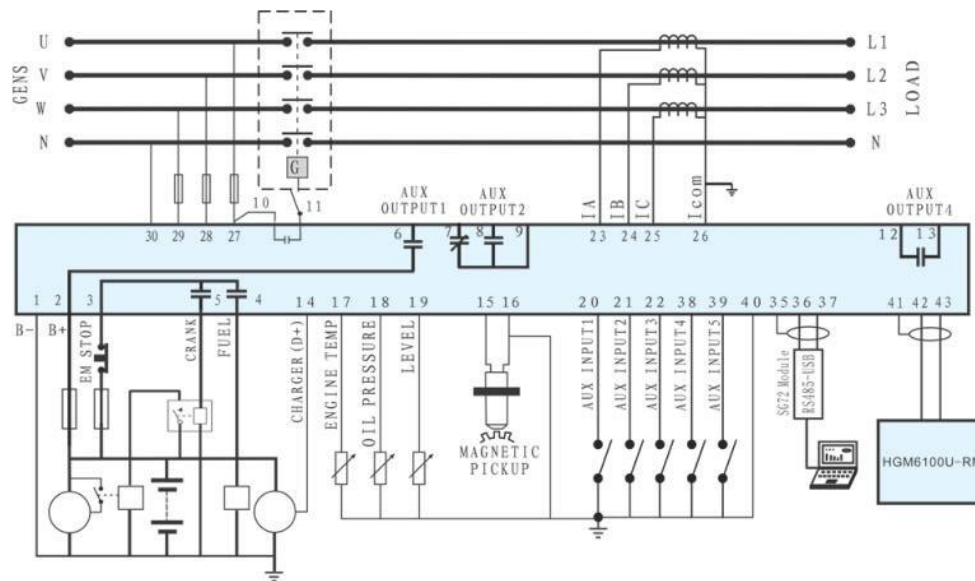 U
V
W
N
GENS
L1
L2
L3
N
LOAD
G
10
11
AUX
OUTPUT1
AUX
OUTPUT2
IA
IB
IC
Icom
AUX
OUTPUT4
30 29 28 27
6 7 8 9
23 24 25 26
12 13
1 2 3 5 4 14 17 18 19 15 16 20 21 22 38 39 40 35 36 37 41 42 43
B-
B+
EM STOP
CRANK
FUEL
CHARGER(D+)
ENGINE TEMP
OIL PRESSURE
LEVEL
MAGNETIC
PICKUP
AUX INPUT1
AUX INPUT2
AUX INPUT3
AUX INPUT4
AUX INPUT5
SG72 Module
RS485-USB
HGM6100U-RM